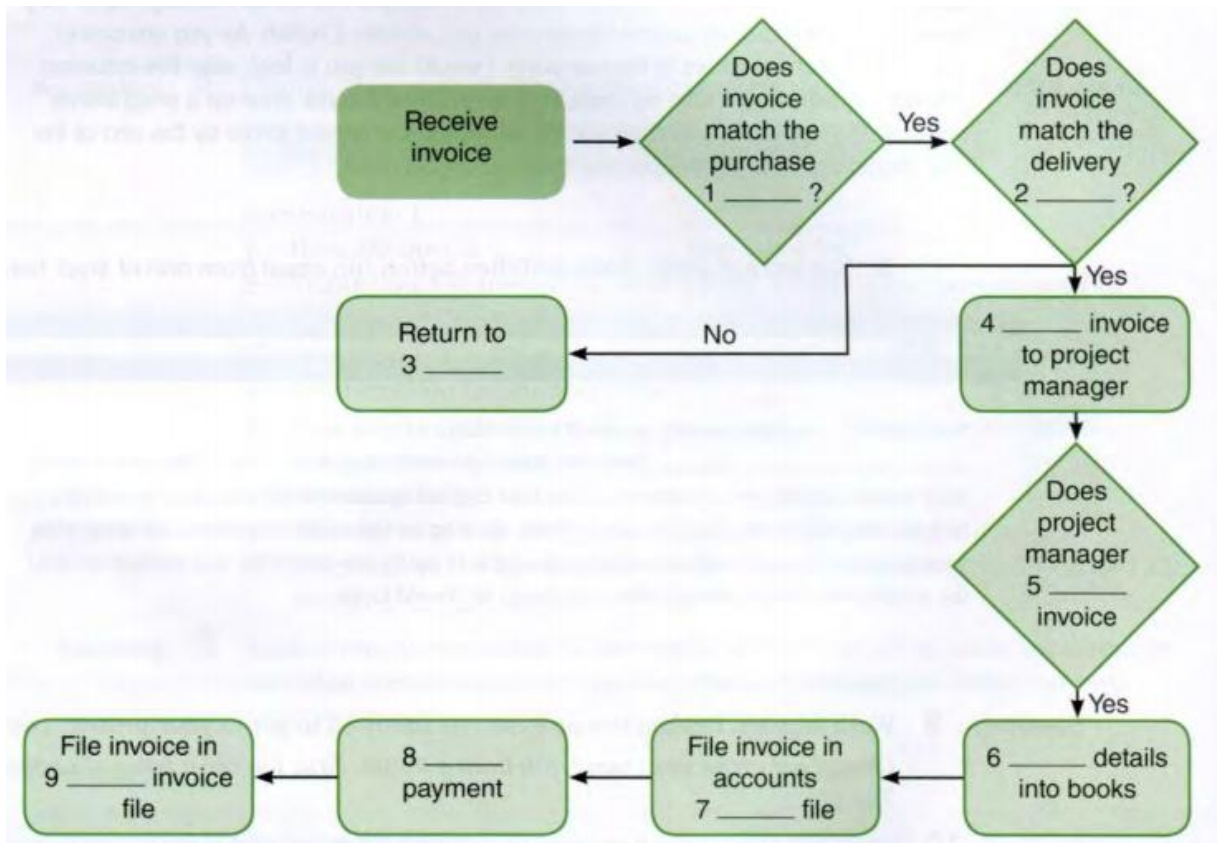 Receive
invoice
Does
invoice
match the
purchase
1 ______ ?
Yes
Does
invoice
match the
delivery
2 ______ ?
Yes
No
Return to
3 ______
4 ______ invoice
to project
manager
Does
project
manager
5 ______
invoice
Yes
6 ______ details
into books
File invoice in
accounts
7 ______ file
8 ______
payment
File invoice in
9 ______ invoice
file